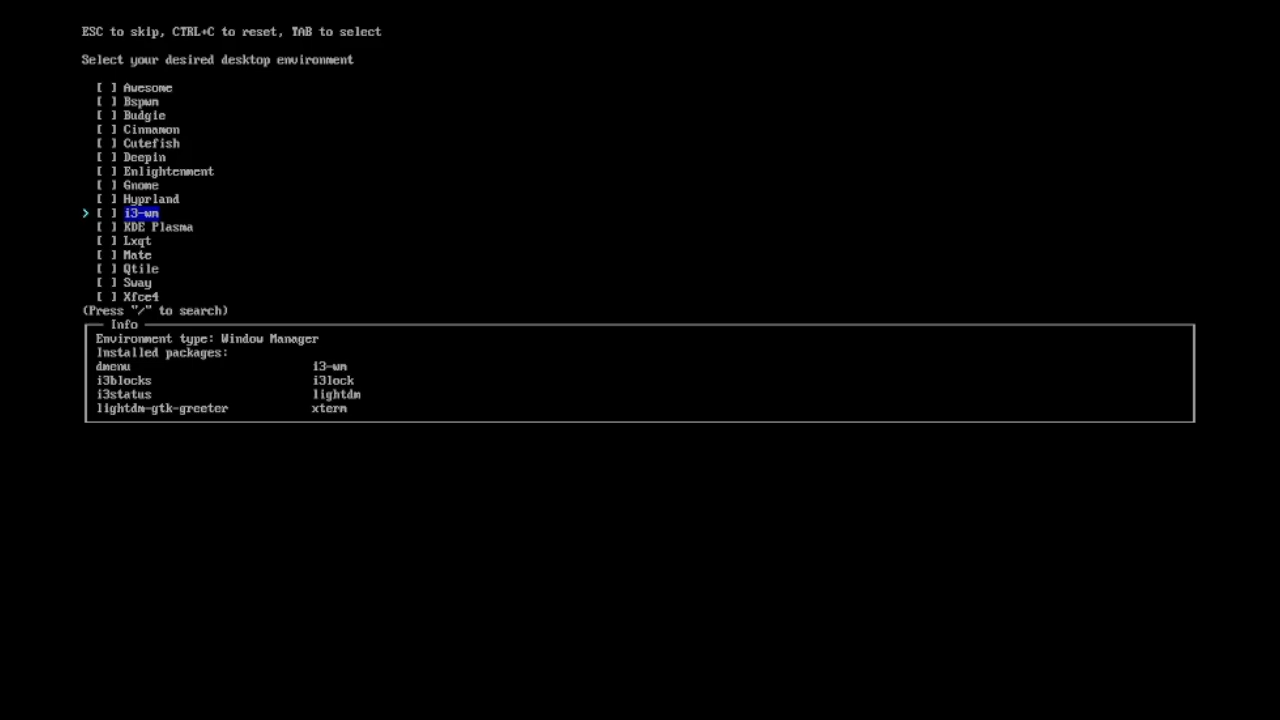 ESC to skip, CTRL+C to reset, TAB to select
Select your desired desktop environment
[ ] Awesome
[ ] Bspwm
[ ] Budgie
[ ] Cinnamon
[ ] Cutefish
[ ] Deepin
[ ] Enlightenment
[ ] Gnome
[ ] Hyprland
> [ ] i3-wm
[ ] KDE Plasma
[ ] Lxqt
[ ] Mate
[ ] Qtile
[ ] Sway
[ ] Xfce4
(Press "/" to search)
Info
Environment type: Window Manager
Installed packages:
dmenu i3-wm
i3blocks i3lock
i3status lightdm
lightdm-gtk-greeter xterm